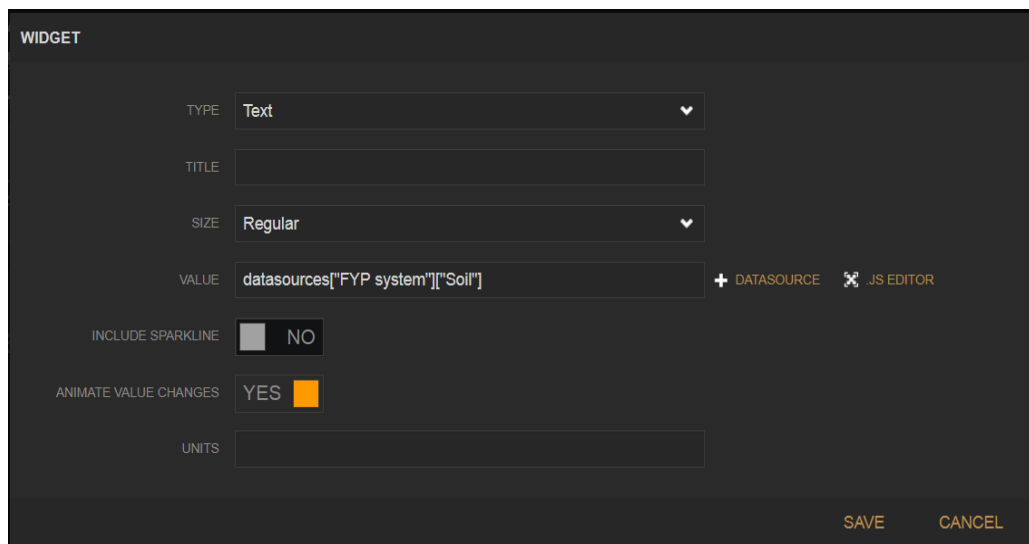 WIDGET
TYPE Text
TITLE
SIZE Regular
VALUE datasources["FYP system"]["Soil"] DATASOURCE .JS EDITOR
INCLUDE SPARKLINE NO
ANIMATE VALUE CHANGES YES
UNITS
SAVE CANCEL